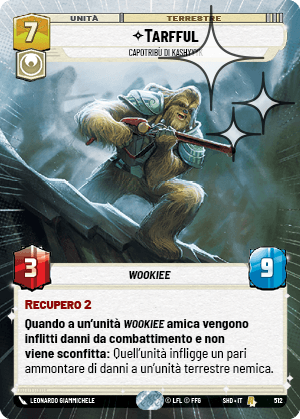 7
UNITÀ
TERRESTRE
TARFFUL
CAPOTRIBÙ DI
3
WOOKIEE
9
RECUPERO 2
Quando a un'unità WOOKIEE amica vengono
inflitti danni da combattimento e non
viene sconfitta: Quell'unità infligge un pari
ammontare di danni a un'unità terrestre nemica.
LEONARDO GIAMMICHELE
© LFL © FFG
SHD • IT
512